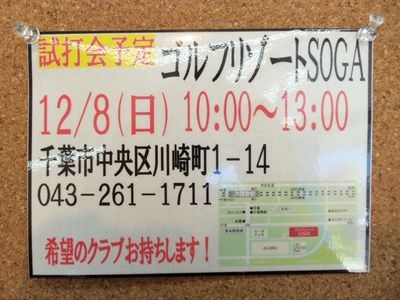 試打会予定 ゴルフリゾートSOGA
12/8(日) 10:00～13:00
千葉市中央区川崎町1-14
043-261-1711
希望のクラブお持ちします！